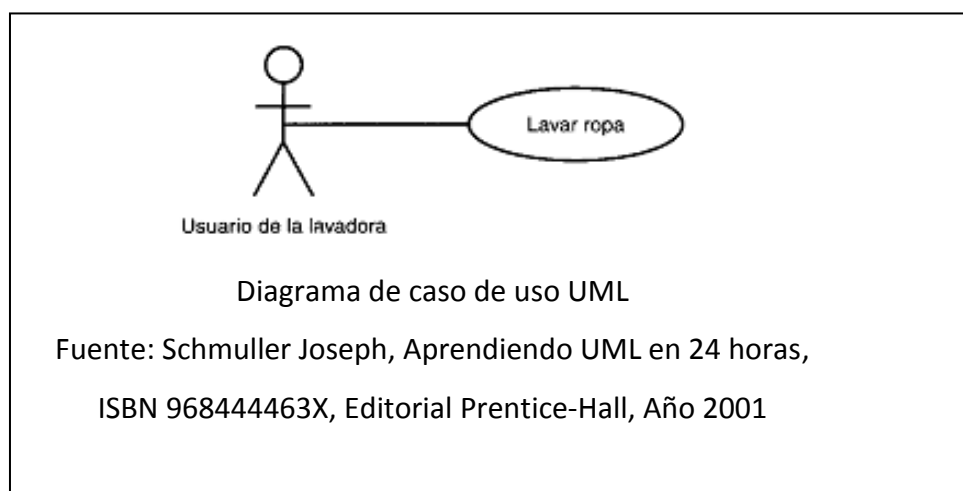 Lavar ropa
Usuario de la lavadora
Diagrama de caso de uso UML
Fuente: Schmuller Joseph, Aprendiendo UML en 24 horas,
ISBN 968444463X, Editorial Prentice-Hall, Año 2001